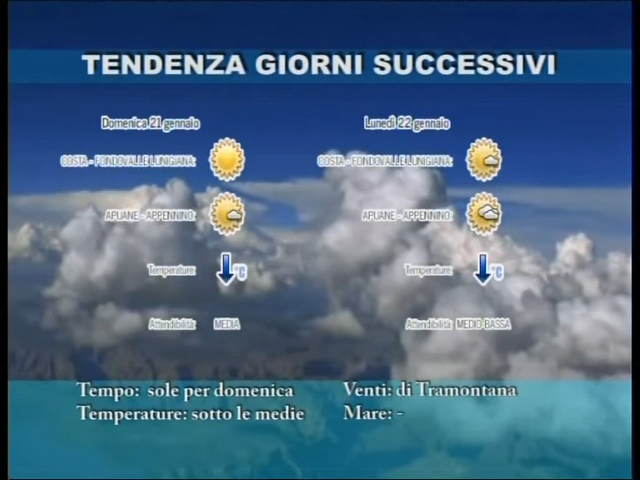 TENDENZA GIORNI SUCCESSIVI
Domenica 21 gennaio
Lunedì 22 gennaio
COSTA - FONDOVALLE LUNIGIANA:
COSTA - FONDOVALLE LUNIGIANA:
APUANE - APPENNINO:
APUANE - APPENNINO:
Temperature: °C
Temperature: °C
Attendibilità: MEDIA
Attendibilità: MEDIO-BASSA
Tempo: sole per domenica
Temperature: sotto le medie
Venti: di Tramontana
Mare: -